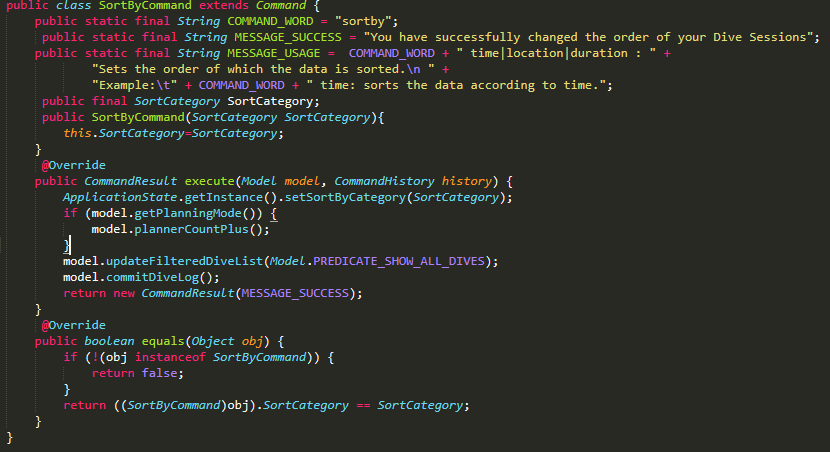 public class SortByCommand extends Command {
    public static final String COMMAND_WORD = "sortby";
     public static final String MESSAGE_SUCCESS = "You have successfully changed the order of your Dive Sessions";
    public static final String MESSAGE_USAGE =  COMMAND_WORD + " time|location|duration : " +
            "Sets the order of which the data is sorted.\n " +
            "Example:\t" + COMMAND_WORD + " time: sorts the data according to time.";
     public final SortCategory SortCategory;
     public SortByCommand(SortCategory SortCategory){
        this.SortCategory=SortCategory;
    }
     @Override
    public CommandResult execute(Model model, CommandHistory history) {
        ApplicationState.getInstance().setSortByCategory(SortCategory);
        if (model.getPlanningMode()) {
            model.plannerCountPlus();
        }
        model.updateFilteredDiveList(Model.PREDICATE_SHOW_ALL_DIVES);
        model.commitDiveLog();
        return new CommandResult(MESSAGE_SUCCESS);
    }
     @Override
    public boolean equals(Object obj) {
        if (!(obj instanceof SortByCommand)) {
            return false;
        }
        return ((SortByCommand)obj).SortCategory == SortCategory;
    }
}